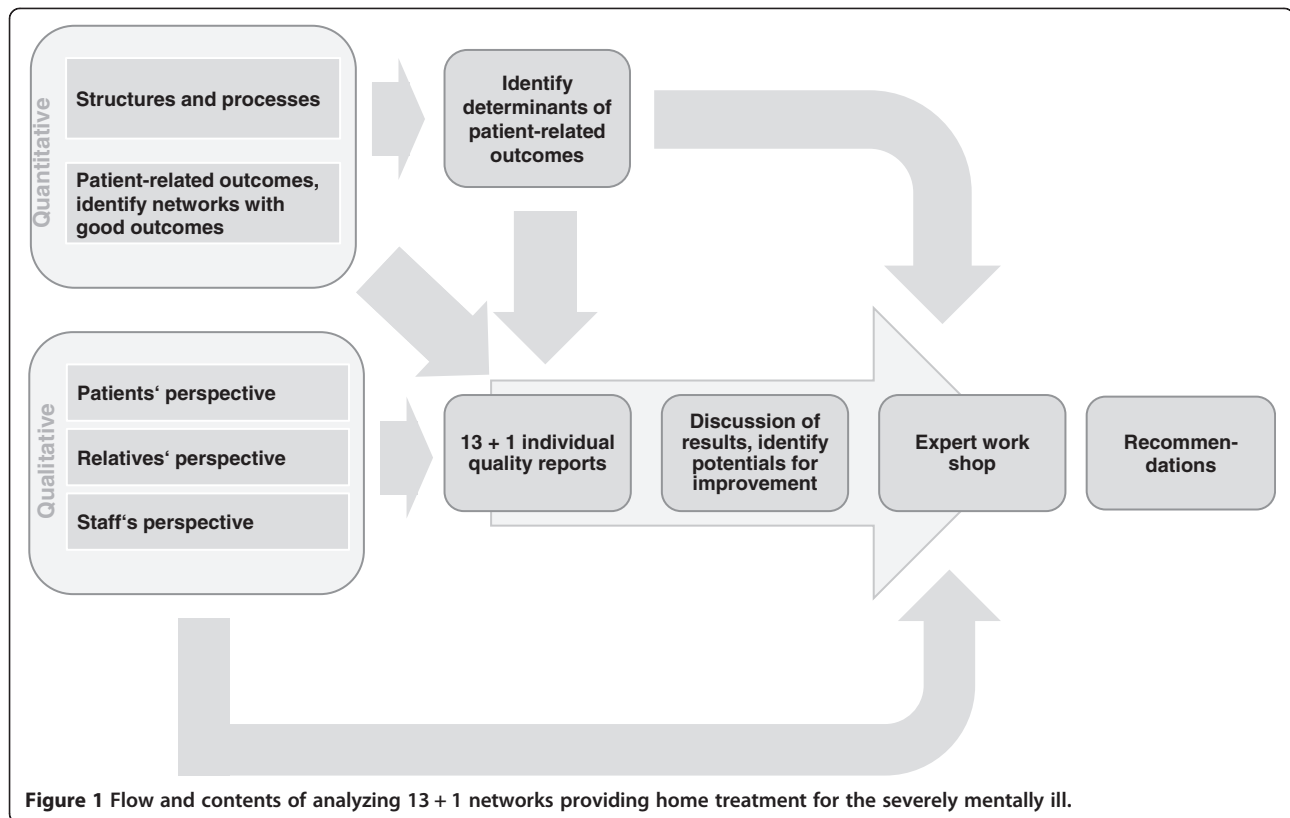 Quantitative
Structures and processes
Patient-related outcomes,
identify networks with
good outcomes
Identify
determinants of
patient-related
outcomes
Qualitative
Patients‘ perspective
Relatives‘ perspective
Staff‘s perspective
13 + 1 individual
quality reports
Discussion of
results, identify
potentials for
improvement
Expert work
shop
Recommen-
dations
Figure 1 Flow and contents of analyzing 13 + 1 networks providing home treatment for the severely mentally ill.